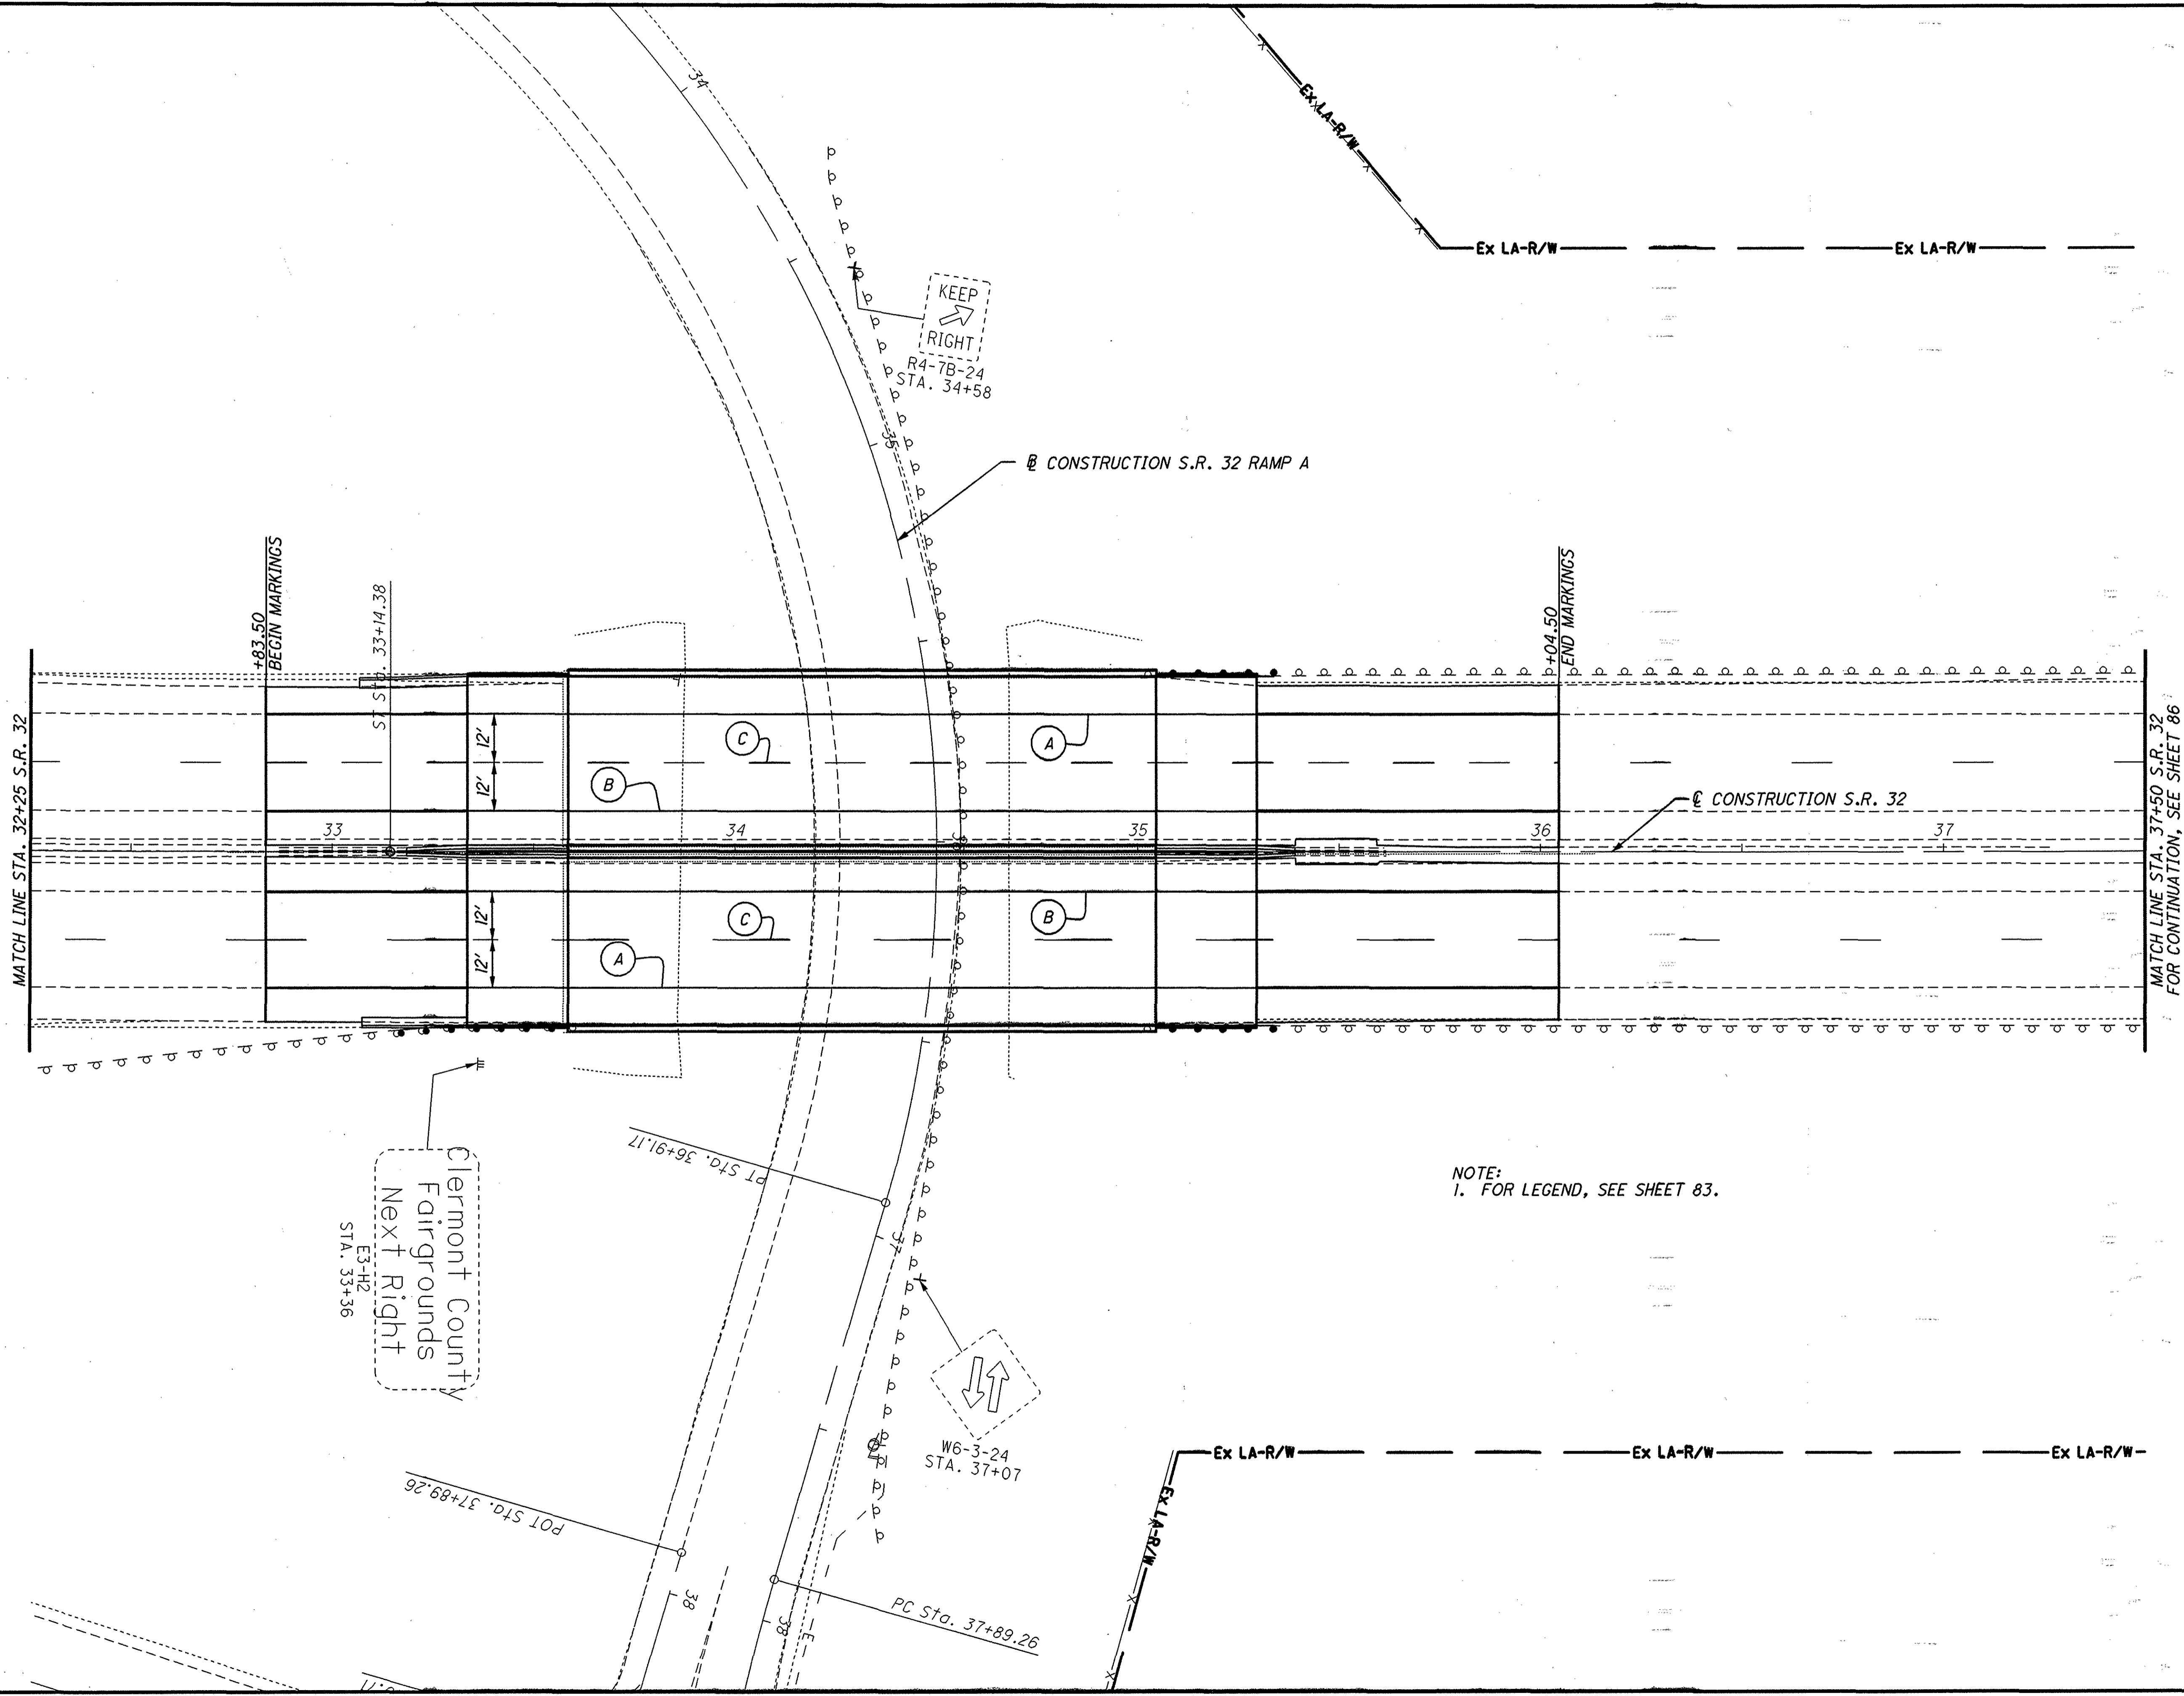 34
Ex LA-R/W
Ex LA-R/W
Ex LA-R/W
KEEP
RIGHT
R4-7B-24
STA. 34+58
35
℄ CONSTRUCTION S.R. 32 RAMP A
+83.50
BEGIN MARKINGS
ST Sta. 33+14.38
+04.50
END MARKINGS
MATCH LINE STA. 32+25 S.R. 32
12'
12'
C
A
B
℄ CONSTRUCTION S.R. 32
33
34
35
36
37
36
12'
12'
C
B
A
MATCH LINE STA. 37+50 S.R. 32
FOR CONTINUATION, SEE SHEET 86
PT Sta. 36+91.17
NOTE:
1. FOR LEGEND, SEE SHEET 83.
Clermont County
Fairgrounds
Next Right
E3-H2
STA. 33+36
37
W6-3-24
STA. 37+07
Ex LA-R/W
Ex LA-R/W
Ex LA-R/W
Ex LA-R/W
POT Sta. 37+89.26
38
38
E
PC Sta. 37+89.26